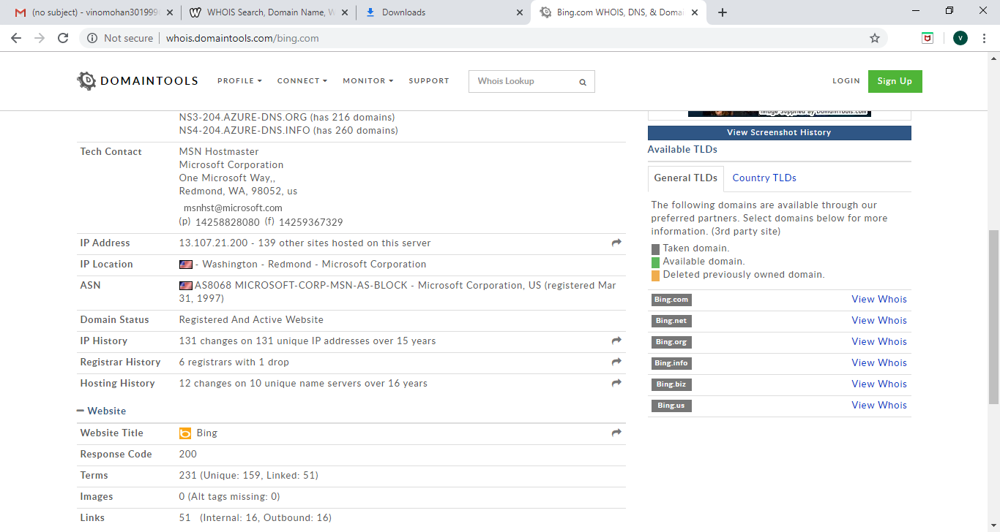 (no subject) - vinomohan301999
WHOIS Search, Domain Name, W
Downloads
Bing.com WHOIS, DNS, & Domai
Not secure
whois.domaintools.com/bing.com
V
DOMAINTOOLS
PROFILE
CONNECT
MONITOR
SUPPORT
Whois Lookup
LOGIN
Sign Up
NS3-204.AZURE-DNS.ORG (has 216 domains)
NS4-204.AZURE-DNS.INFO (has 260 domains)
Tech Contact
MSN Hostmaster
Microsoft Corporation
One Microsoft Way,,
Redmond, WA, 98052, us
msnhst@microsoft.com
(p) 14258828080 (f) 14259367329
IP Address
13.107.21.200 - 139 other sites hosted on this server
IP Location
- Washington - Redmond - Microsoft Corporation
ASN
AS8068 MICROSOFT-CORP-MSN-AS-BLOCK - Microsoft Corporation, US (registered Mar
31, 1997)
Domain Status
Registered And Active Website
IP History
131 changes on 131 unique IP addresses over 15 years
Registrar History
6 registrars with 1 drop
Hosting History
12 changes on 10 unique name servers over 16 years
Website
Website Title
Bing
Response Code
200
Terms
231 (Unique: 159, Linked: 51)
Images
0 (Alt tags missing: 0)
Links
51 (Internal: 16, Outbound: 16)
Image Supplied By DomainTools.com
View Screenshot History
Available TLDs
General TLDs
Country TLDs
The following domains are available through our
preferred partners. Select domains below for more
information. (3rd party site)
Taken domain.
Available domain.
Deleted previously owned domain.
Bing.com
View Whois
Bing.net
View Whois
Bing.org
View Whois
Bing.info
View Whois
Bing.biz
View Whois
Bing.us
View Whois